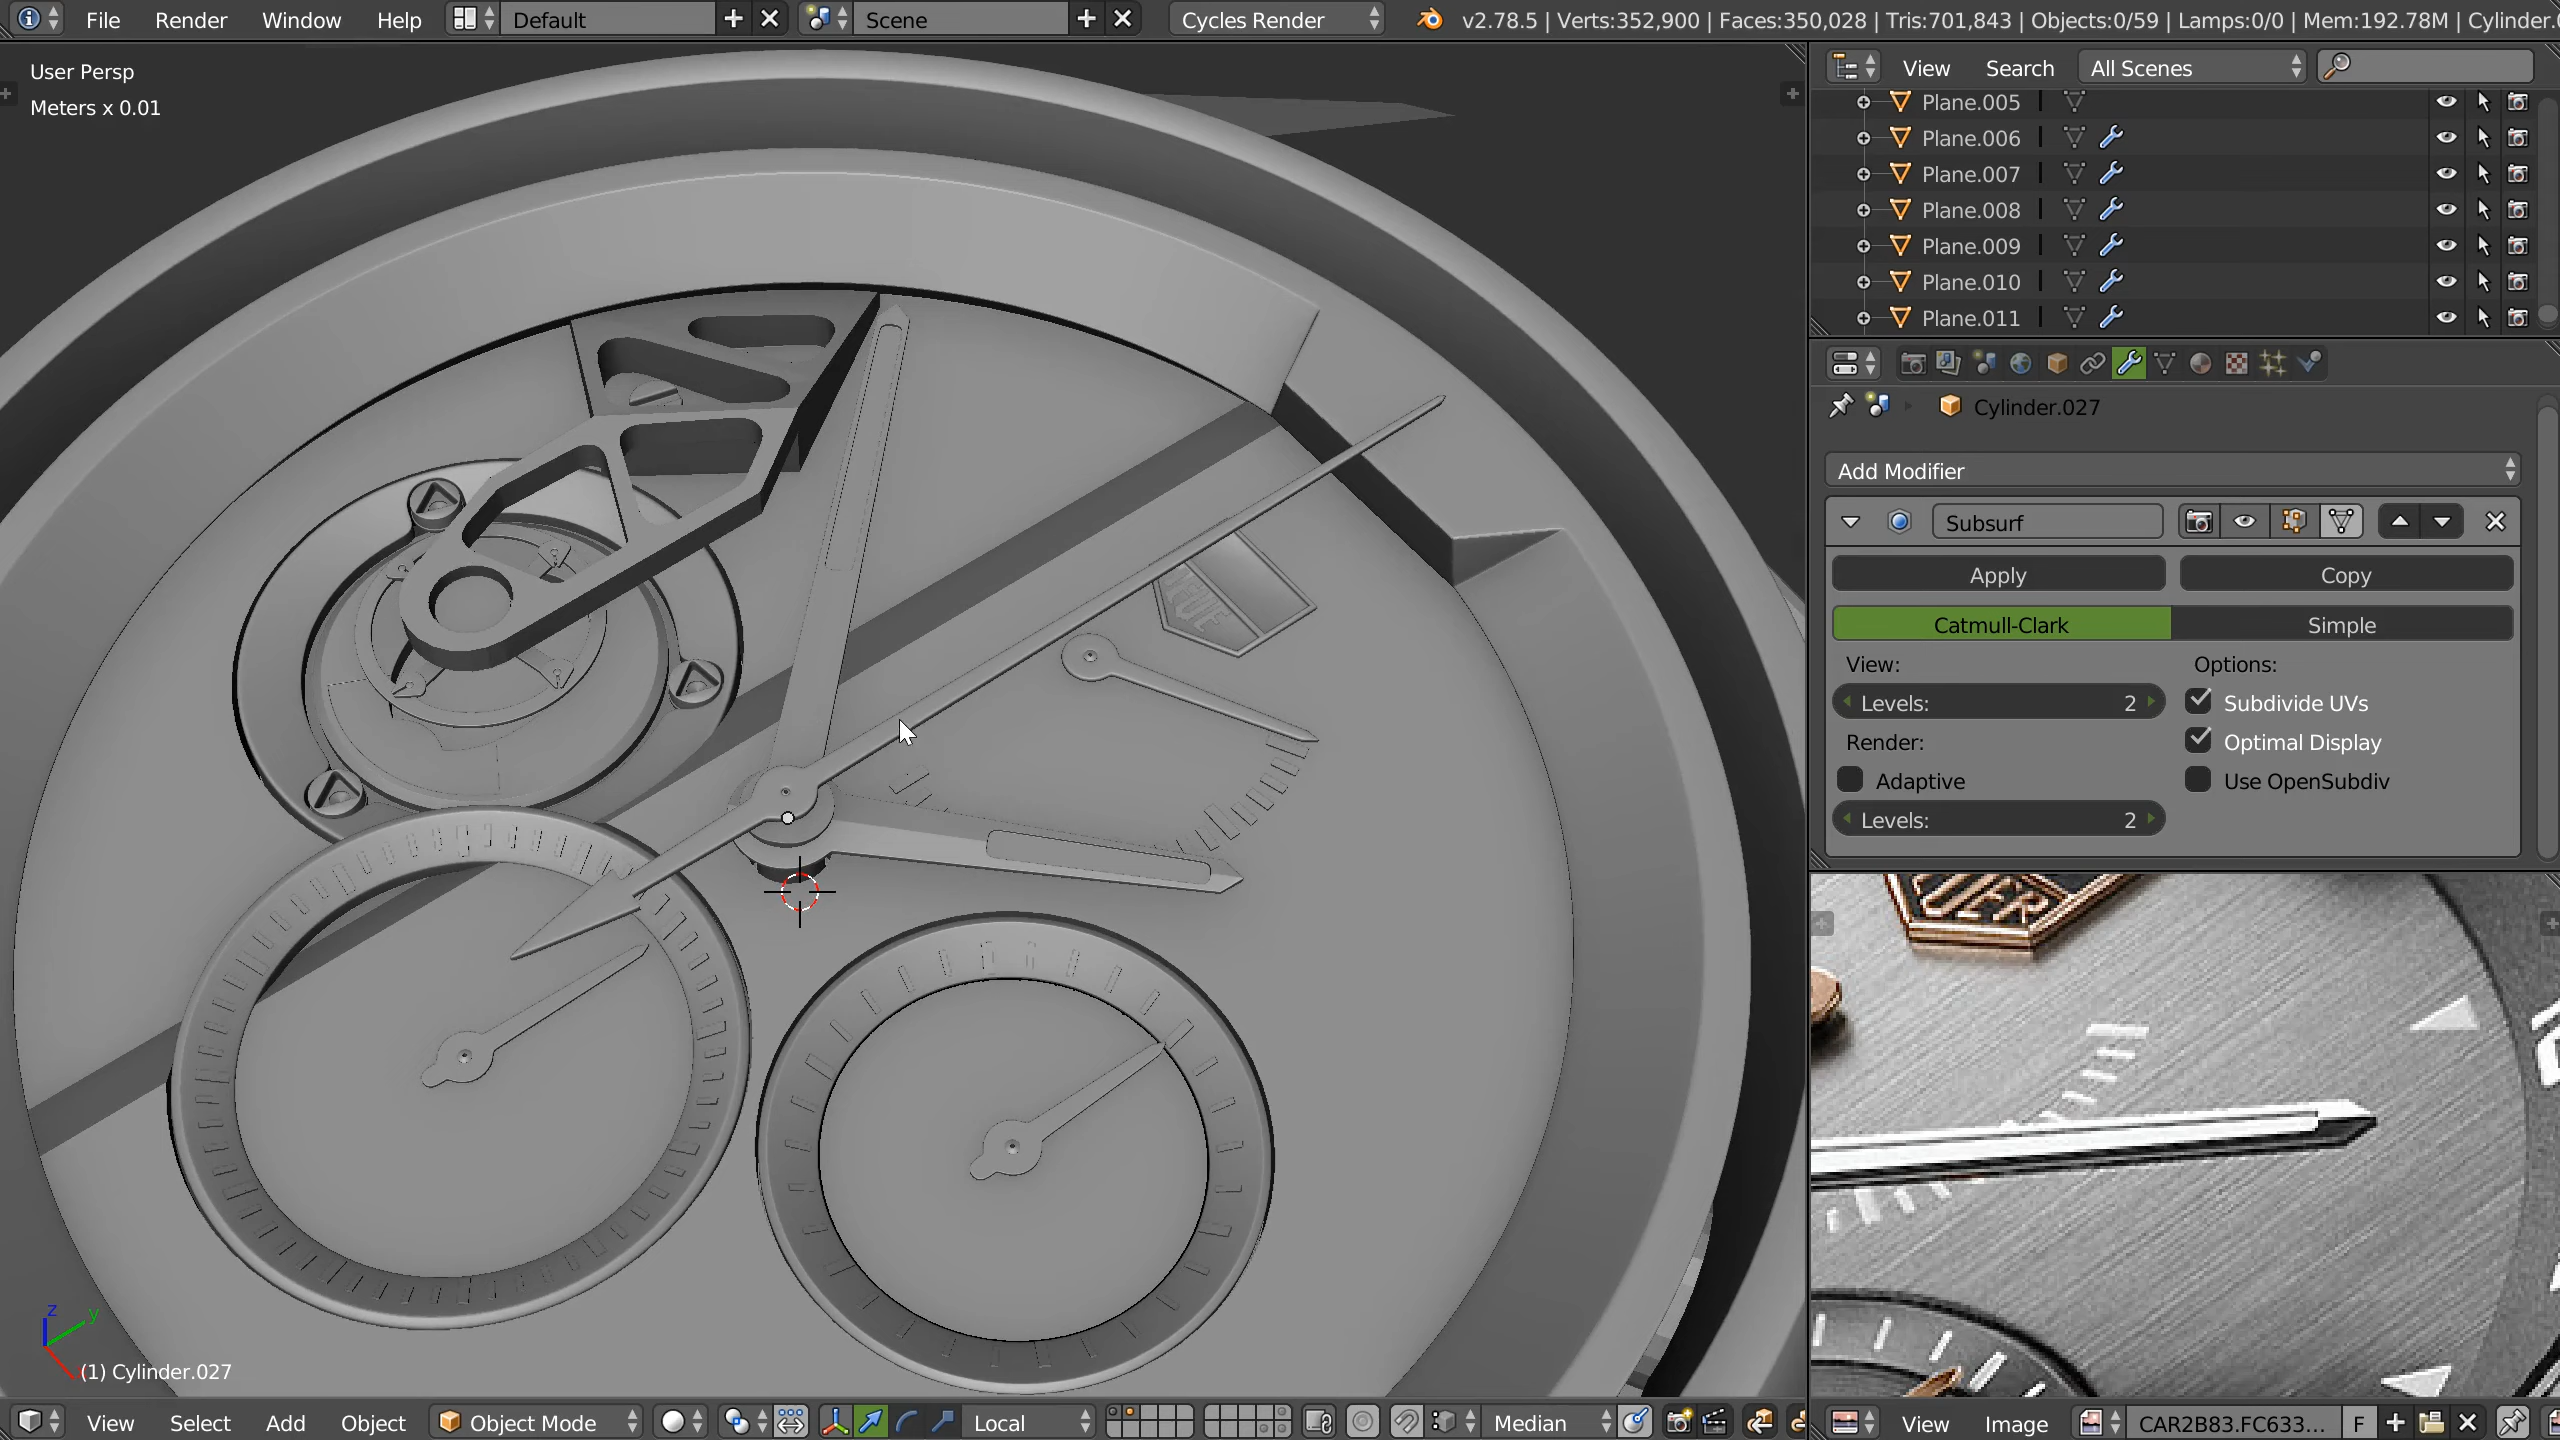 File Render Window Help Default Scene Cycles Render v2.78.5 | Verts:352,900 | Faces:350,028 | Tris:701,843 | Objects:0/59 | Lamps:0/0 | Mem:192.78M | Cylinder.
User Persp
Meters x 0.01
View Search All Scenes
Plane.005
Plane.006
Plane.007
Plane.008
Plane.009
Plane.010
Plane.011
Cylinder.027
Add Modifier
Subsurf
Apply Copy
Catmull-Clark Simple
View: Options:
Levels: 2 Subdivide UVs
Render: Optimal Display
Adaptive Use OpenSubdiv
Levels: 2
UER
z y
(1) Cylinder.027
View Select Add Object Object Mode Local Median
View Image CAR2B83.FC633... F